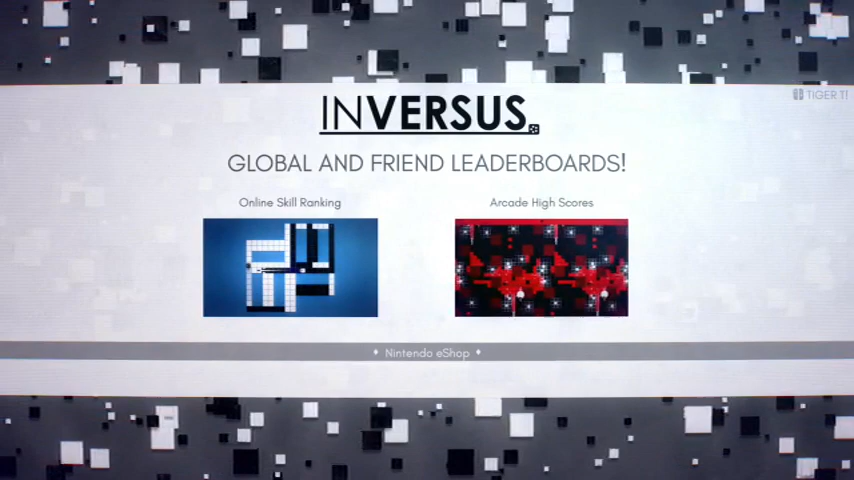 TIGER T!
INVERSUS
GLOBAL AND FRIEND LEADERBOARDS!
Online Skill Ranking
Arcade High Scores
Nintendo eShop